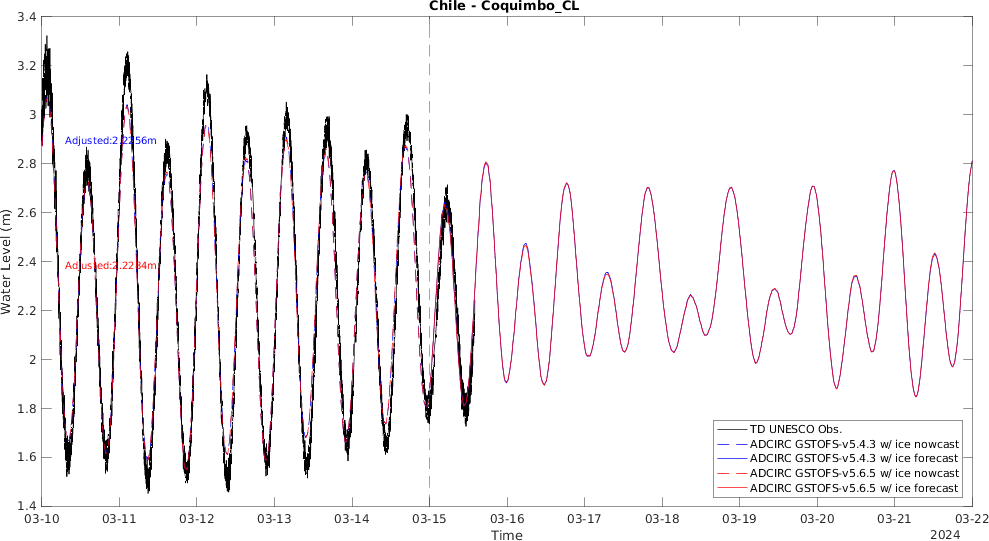 Chile - Coquimbo_CL
3.4
3.2
3
2.8
2.6
2.4
2.2
2
1.8
1.6
1.4
Water Level (m)
Adjusted:2.2256m
Adjusted:2.2284m
TD UNESCO Obs.
ADCIRC GSTOFS-v5.4.3 w/ ice nowcast
ADCIRC GSTOFS-v5.4.3 w/ ice forecast
ADCIRC GSTOFS-v5.6.5 w/ ice nowcast
ADCIRC GSTOFS-v5.6.5 w/ ice forecast
03-10 03-11 03-12 03-13 03-14 03-15 03-16 03-17 03-18 03-19 03-20 03-21 03-22
Time
2024